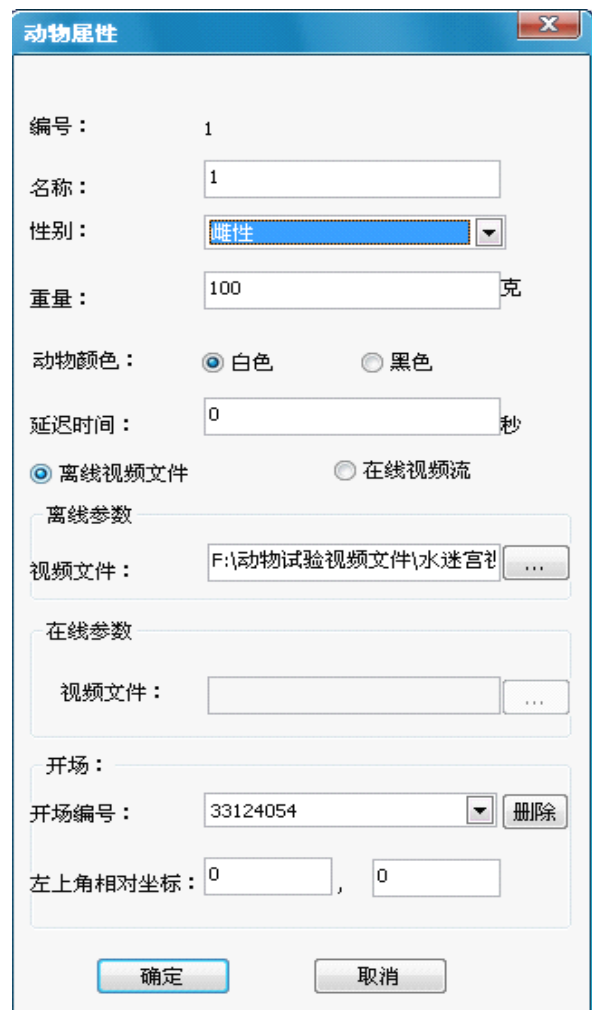 动物属性
编号： 1
名称： 1
性别： 雌性
重量： 100 克
动物颜色： 白色 黑色
延迟时间： 0 秒
离线视频文件 在线视频流
离线参数
视频文件： F:\动物试验视频文件\水迷宫视 ...
在线参数
视频文件： ...
开场：
开场编号： 33124054 删除
左上角相对坐标： 0 , 0
确定 取消